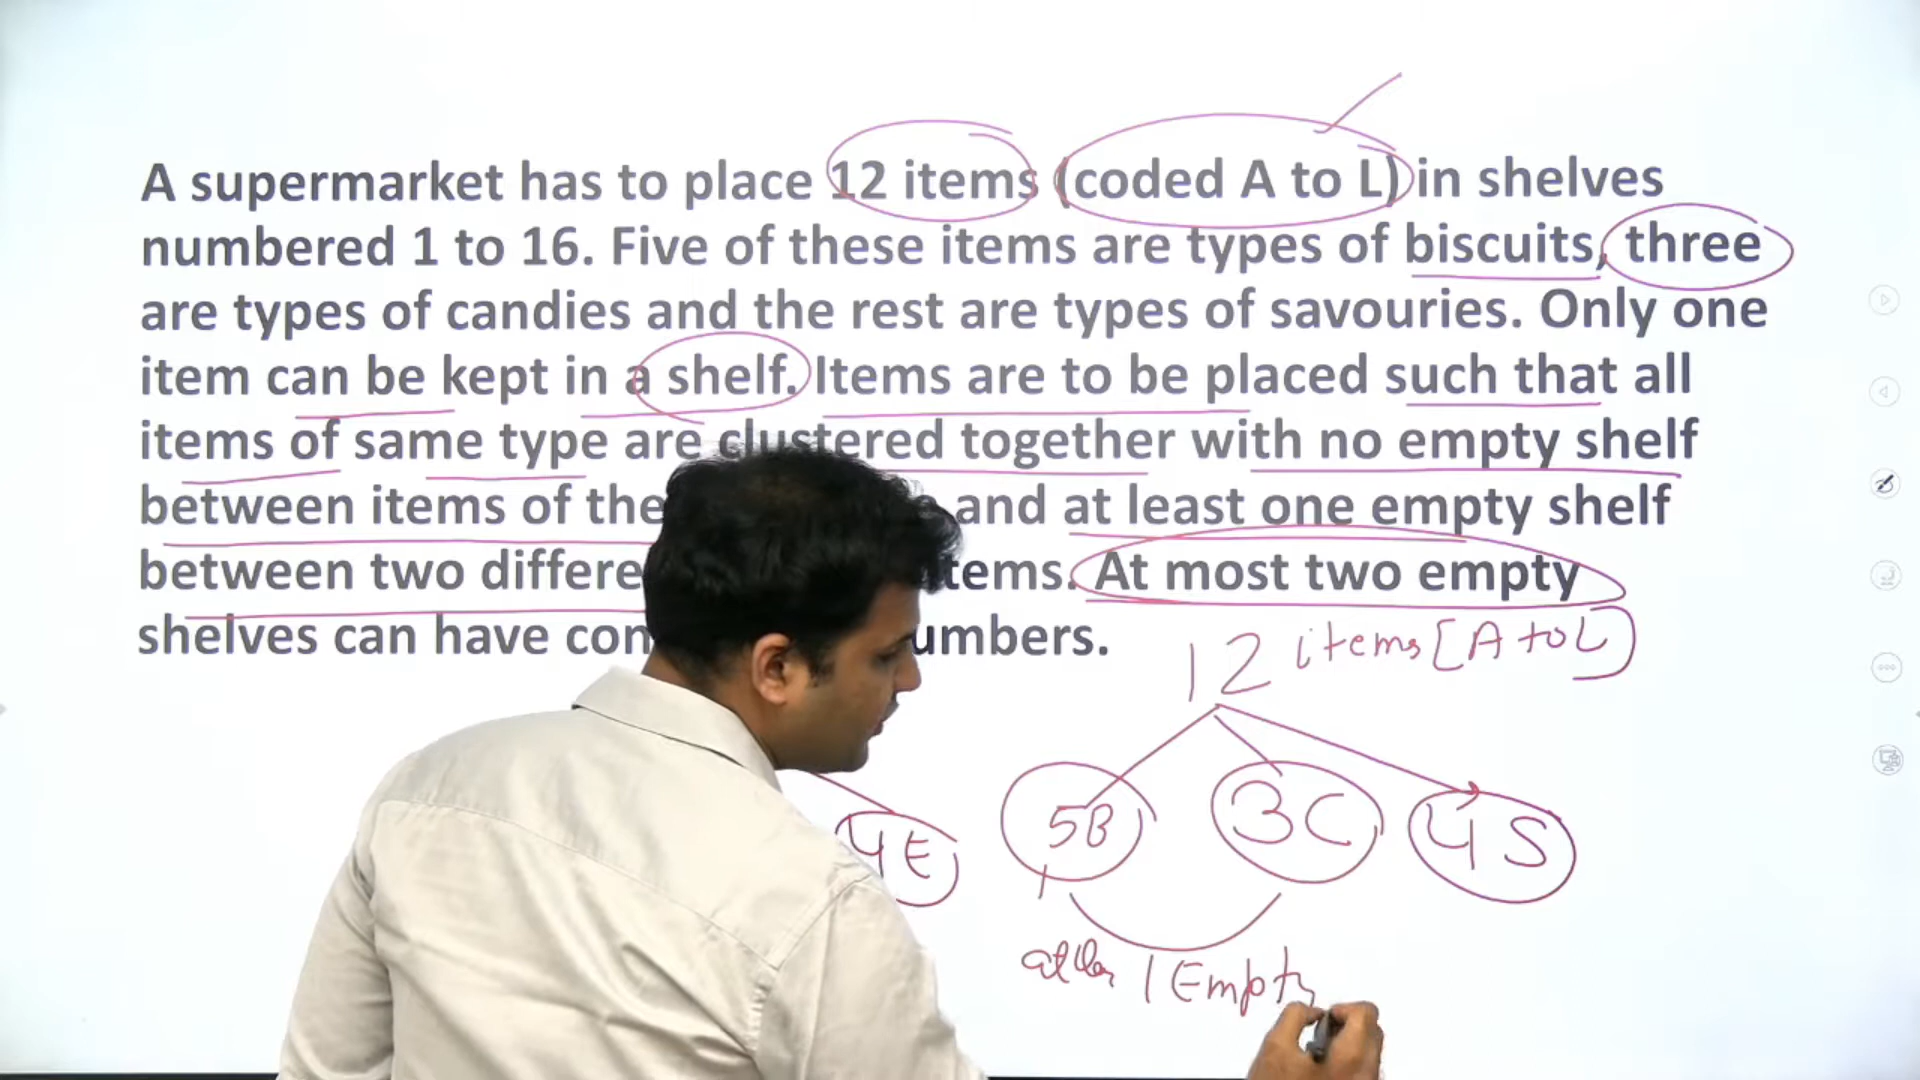 A supermarket has to place 12 items (coded A to L) in shelves
numbered 1 to 16. Five of these items are types of biscuits, three
are types of candies and the rest are types of savouries. Only one
item can be kept in a shelf. Items are to be placed such that all
items of same type are clustered together with no empty shelf
between items of the and at least one empty shelf
between two differe tems. At most two empty
shelves can have con umbers.
12 items [A to L]
4E 5B 3C 4S
1 Empty